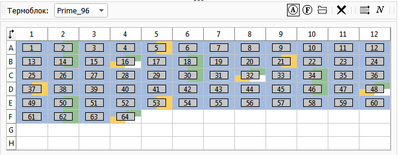 Термоблок: Prime_96 A F N
1 2 3 4 5 6 7 8 9 10 11 12
A 1 2 3 4 5 6 7 8 9 10 11 12
B 13 14 15 16 17 18 19 20 21 22 23 24
C 25 26 27 28 29 30 31 32 33 34 35 36
D 37 38 39 40 41 42 43 44 45 46 47 48
E 49 50 51 52 53 54 55 56 57 58 59 60
F 61 62 63 64
G
H